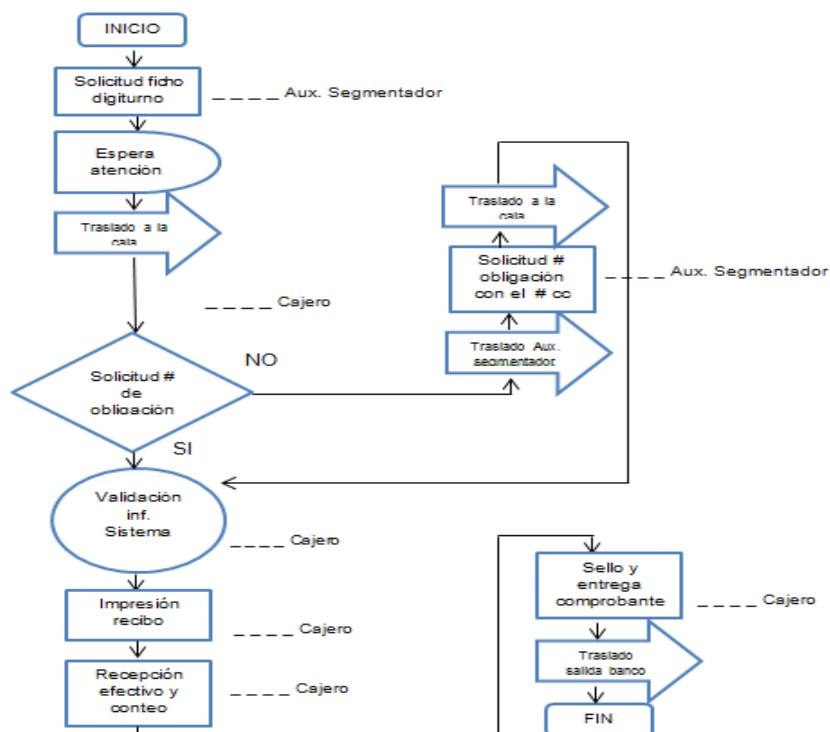 INICIO
Solicitud ficho
digiturno
_ _ _ _ Aux. Segmentador
Espera
atención
Traslado a la
caja
_ _ _ _ Cajero
Solicitud #
de
obligación
NO
SI
Traslado a la
caja
Solicitud #
obligación
con el # cc
_ _ _ _ Aux. Segmentador
Traslado Aux.
segmentador.
Validación
inf.
Sistema
_ _ _ _ Cajero
Impresión
recibo
_ _ _ _ Cajero
Recepción
efectivo y
conteo
_ _ _ _ Cajero
Sello y
entrega
comprobante
_ _ _ _ Cajero
Traslado
salida banco
FIN